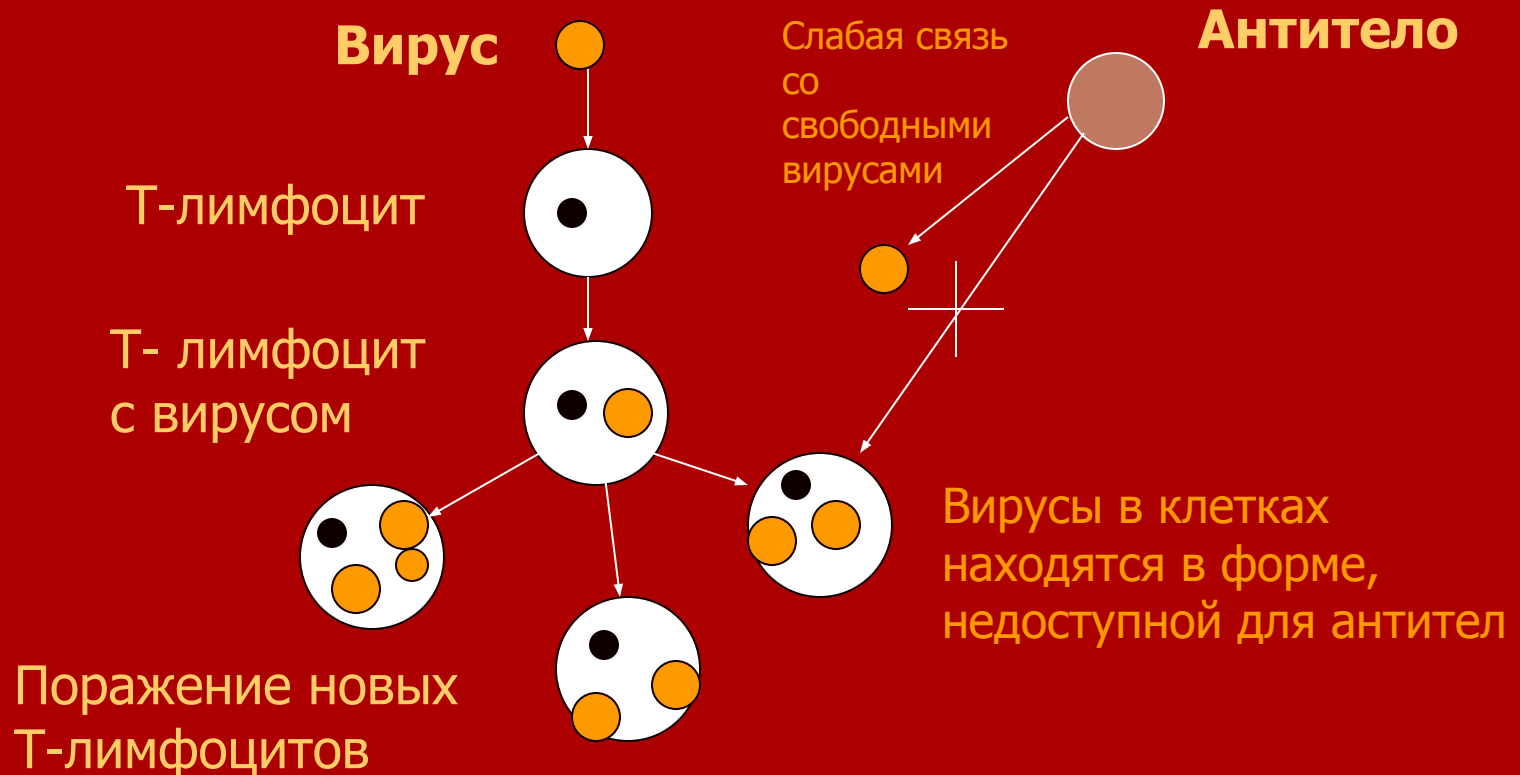 Вирус
Слабая связь
со
свободными
вирусами
Антитело
Т-лимфоцит
Т- лимфоцит
с вирусом
Вирусы в клетках
находятся в форме,
недоступной для антител
Поражение новых
Т-лимфоцитов